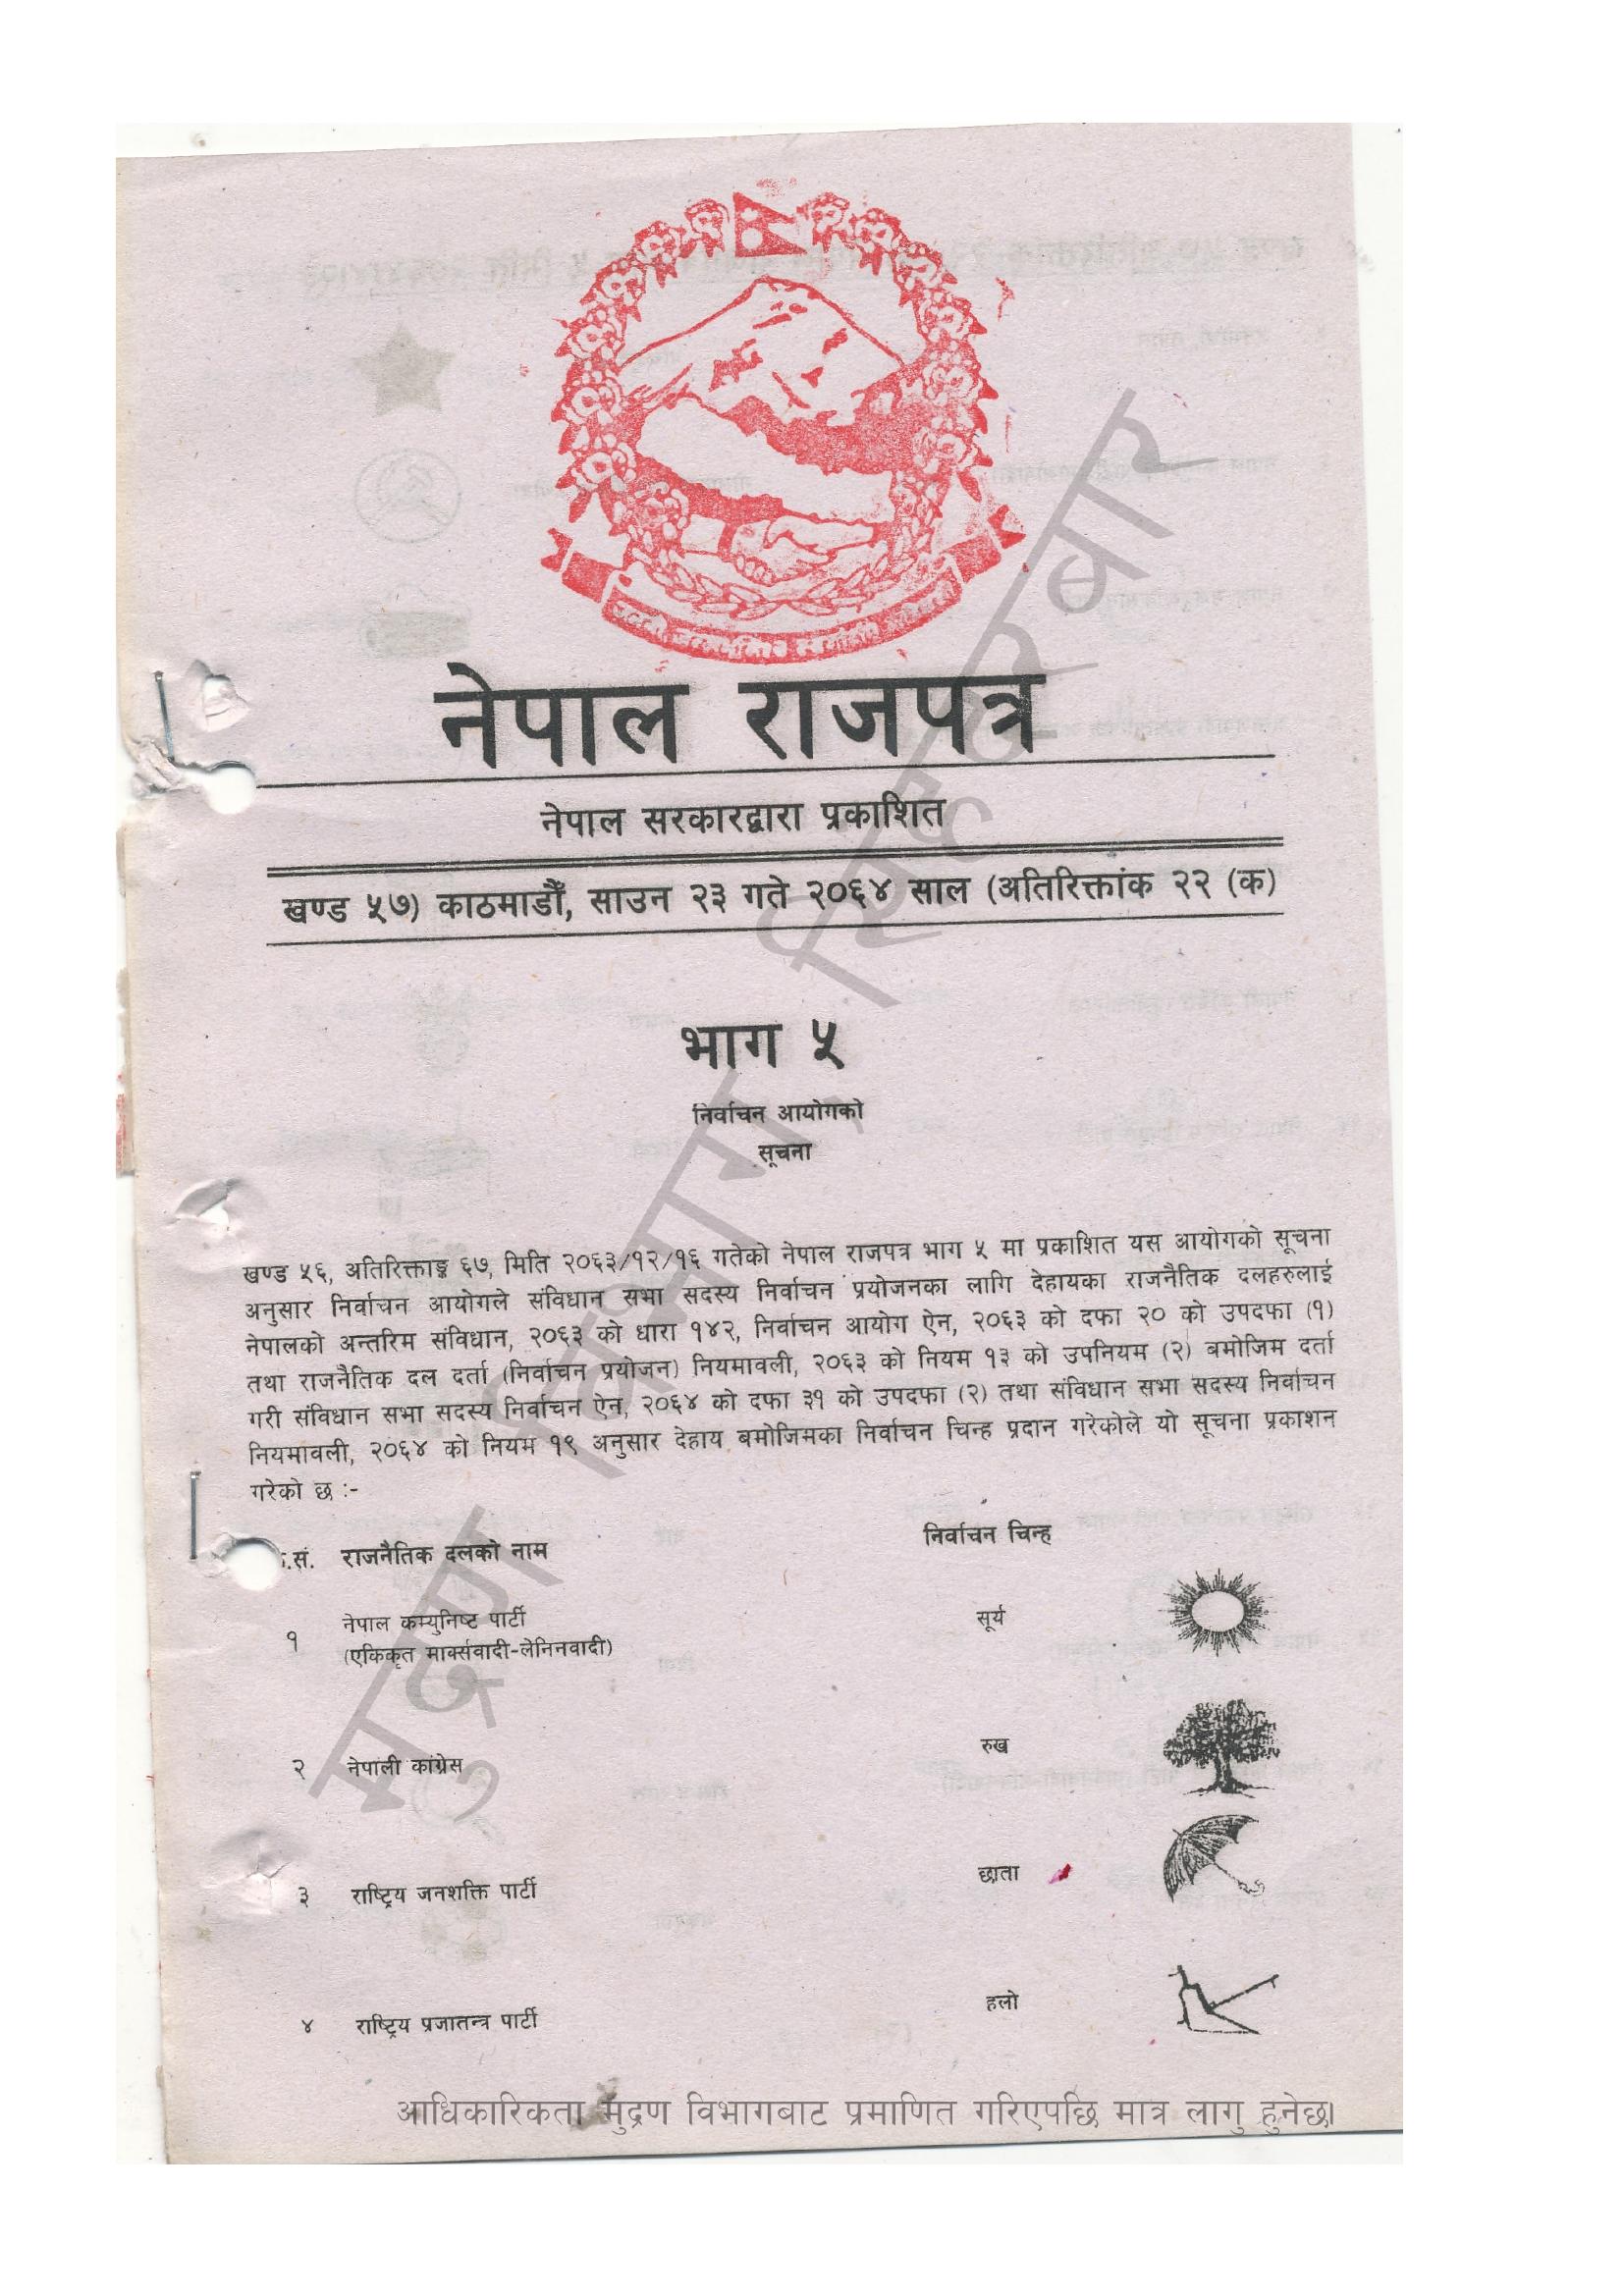 नेपाल राजपत्र
नेपाल सरकारद्वारा प्रकाशित
खण्ड ५७) काठमाडौँ, साउन २३ गते २०६४ साल (अतिरिक्तांक २२ (क)
भाग ५
निर्वाचन आयोगको
सूचना
खण्ड ५६, अतिरिक्ताङ्क ६७, मिति २०६३/१२/१६ गतेको नेपाल राजपत्र भाग ५ मा प्रकाशित यस आयोगको सूचना
अनुसार निर्वाचन आयोगले संविधान सभा सदस्य निर्वाचन प्रयोजनका लागि देहायका राजनैतिक दलहरुलाई
नेपालको अन्तरिम संविधान, २०६३ को धारा १४२, निर्वाचन आयोग ऐन, २०६३ को दफा २० को उपदफा (१)
तथा राजनैतिक दल दर्ता (निर्वाचन प्रयोजन) नियमावली, २०६३ को नियम १३ को उपनियम (२) बमोजिम दर्ता
गरी संविधान सभा सदस्य निर्वाचन ऐन, २०६४ को दफा ३१ को उपदफा (२) तथा संविधान सभा सदस्य निर्वाचन
नियमावली, २०६४ को नियम १९ अनुसार देहाय बमोजिमका निर्वाचन चिन्ह प्रदान गरेकोले यो सूचना प्रकाशन
गरेको छ :-
.सं. राजनैतिक दलको नाम निर्वाचन चिन्ह
१ नेपाल कम्युनिष्ट पार्टी सूर्य
(एकिकृत मार्क्सवादी-लेनिनवादी)
२ नेपाली कांग्रेस रुख
३ राष्ट्रिय जनशक्ति पार्टी छाता
४ राष्ट्रिय प्रजातन्त्र पार्टी हलो
मुद्रण विभाग, सिंहदरवार
आधिकारिकता मुद्रण विभागबाट प्रमाणित गरिएपछि मात्र लागु हुनेछ।